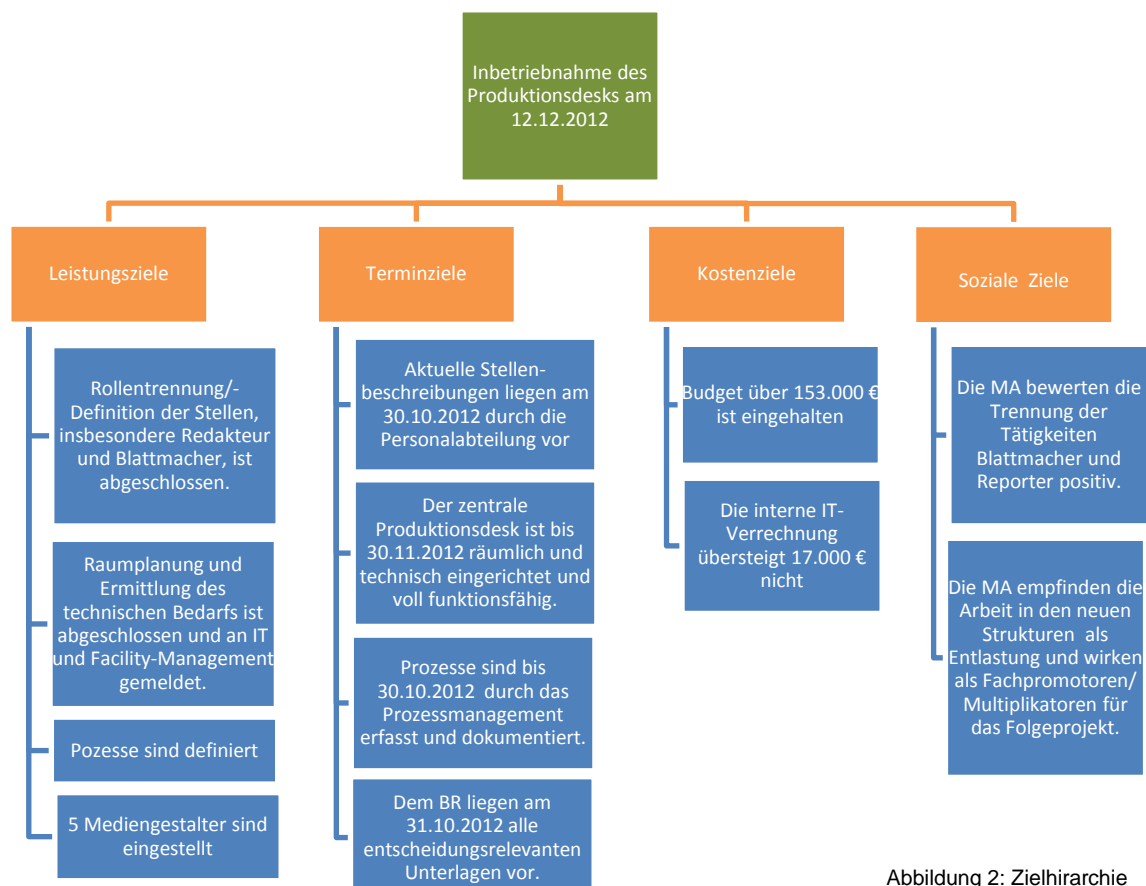 Inbetriebnahme des
Produktionsdesks am
12.12.2012
Leistungsziele
Rollentrennung/-
Definition der Stellen,
insbesondere Redakteur
und Blattmacher, ist
abgeschlossen.
Raumplanung und
Ermittlung des
technischen Bedarfs ist
abgeschlossen und an IT
und Facility-Management
gemeldet.
Pozesse sind definiert
5 Mediengestalter sind
eingestellt
Terminziele
Aktuelle Stellen-
beschreibungen liegen am
30.10.2012 durch die
Personalabteilung vor
Der zentrale
Produktionsdesk ist bis
30.11.2012 räumlich und
technisch eingerichtet und
voll funktionsfähig.
Prozesse sind bis
30.10.2012 durch das
Prozessmanagement
erfasst und dokumentiert.
Dem BR liegen am
31.10.2012 alle
entscheidungsrelevanten
Unterlagen vor.
Kostenziele
Budget über 153.000 €
ist eingehalten
Die interne IT-
Verrechnung
übersteigt 17.000 €
nicht
Soziale Ziele
Die MA bewerten die
Trennung der
Tätigkeiten
Blattmacher und
Reporter positiv.
Die MA empfinden die
Arbeit in den neuen
Strukturen als
Entlastung und wirken
als Fachpromotoren/
Multiplikatoren für
das Folgeprojekt.
Abbildung 2: Zielhirarchie